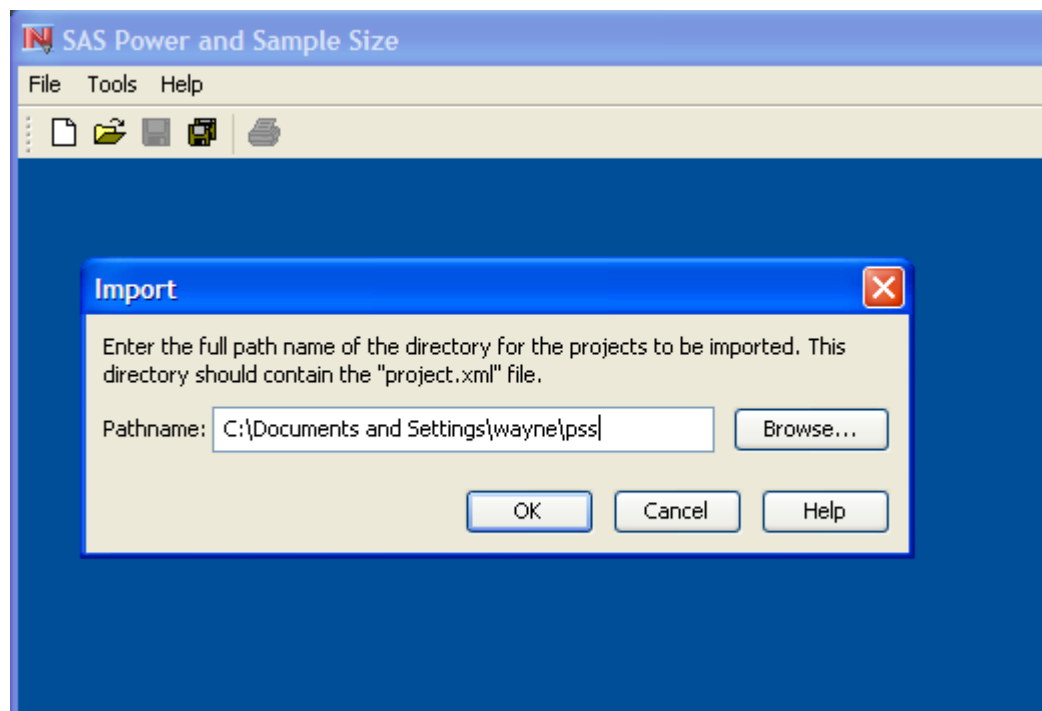 SAS Power and Sample Size
File Tools Help
Import
Enter the full path name of the directory for the projects to be imported. This
directory should contain the "project.xml" file.
Pathname: C:\Documents and Settings\wayne\pss Browse...
OK Cancel Help